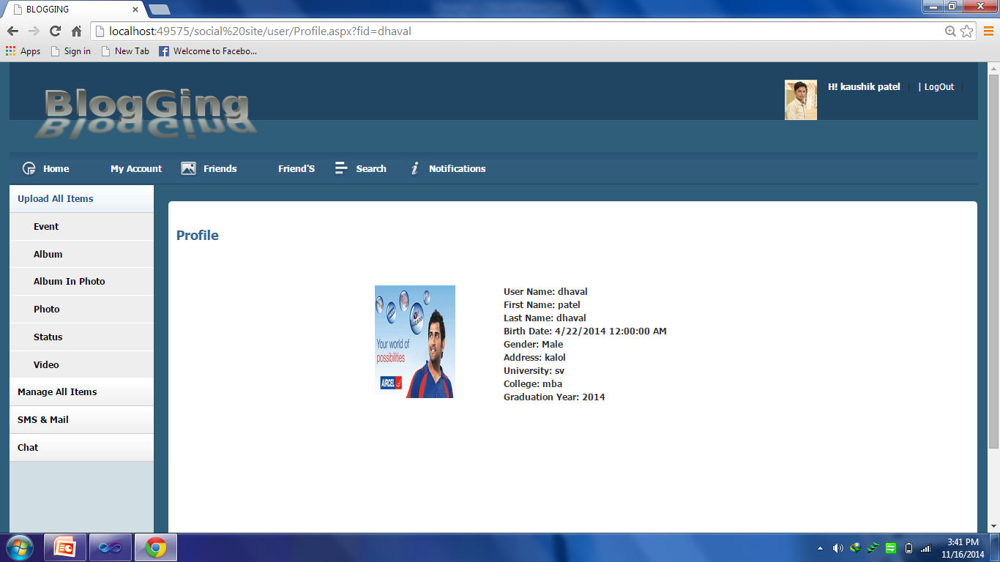 BLOGGING
localhost:49575/social%20site/user/Profile.aspx?fid=dhaval
Apps
Sign in
New Tab
Welcome to Facebo...
BlogGing
H! kaushik patel |
| LogOut |
Home
My Account
Friends
Friend'S
Search
Notifications
Upload All Items
Event
Album
Album In Photo
Photo
Status
Video
Manage All Items
SMS & Mail
Chat
Profile
Your world of
possibilities
AIRCEL
User Name: dhaval
First Name: patel
Last Name: dhaval
Birth Date: 4/22/2014 12:00:00 AM
Gender: Male
Address: kalol
University: sv
College: mba
Graduation Year: 2014
3:41 PM
11/16/2014